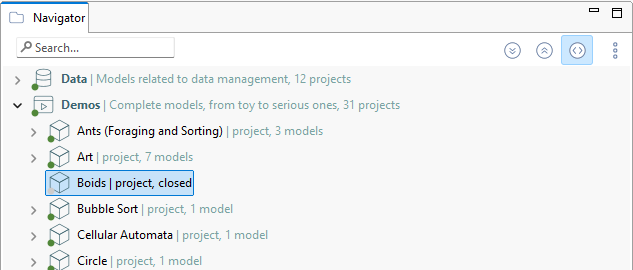 Navigator
Search...
Data | Models related to data management, 12 projects
Demos | Complete models, from toy to serious ones, 31 projects
Ants (Foraging and Sorting) | project, 3 models
Art | project, 7 models
Boids | project, closed
Bubble Sort | project, 1 model
Cellular Automata | project, 1 model
Circle | project, 1 model